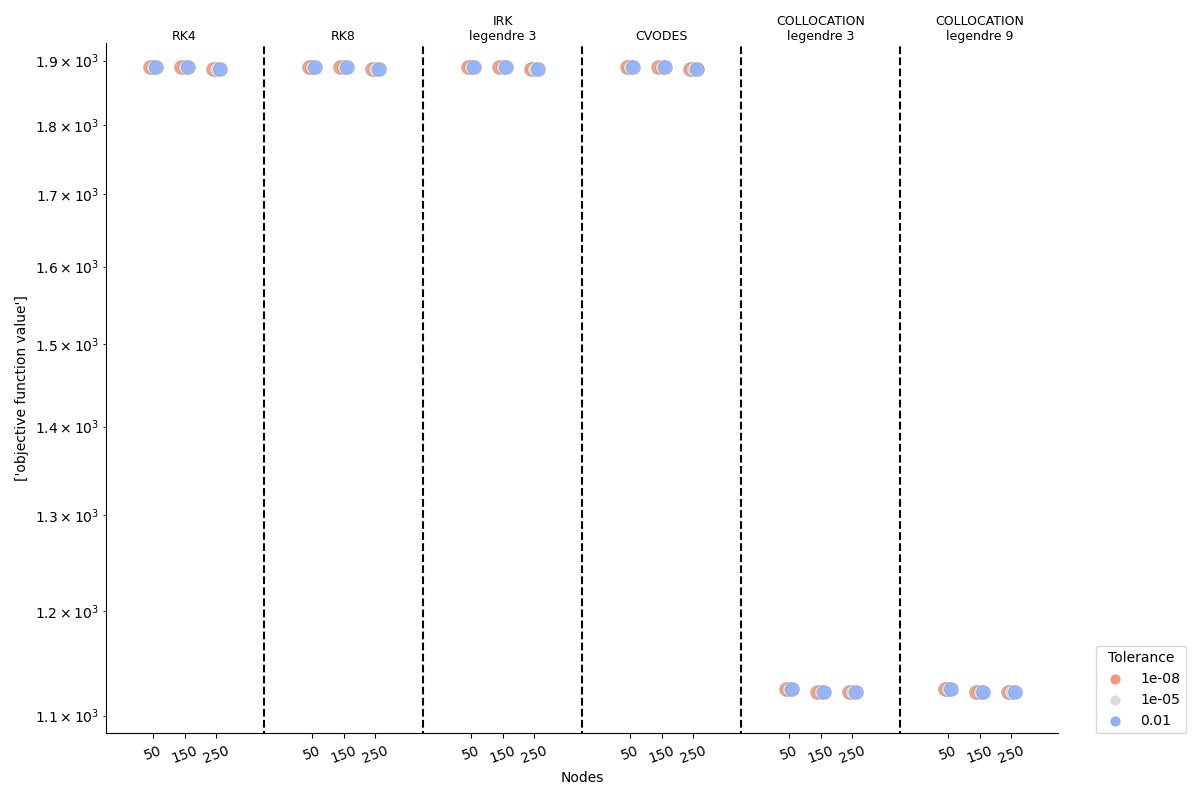 RK4
RK8
IRK
legendre 3
CVODES
COLLOCATION
legendre 3
COLLOCATION
legendre 9
['objective function value']
1.9 × 10³
1.8 × 10³
1.7 × 10³
1.6 × 10³
1.5 × 10³
1.4 × 10³
1.3 × 10³
1.2 × 10³
1.1 × 10³
50 150 250 50 150 250 50 150 250 50 150 250 50 150 250 50 150 250
Nodes
Tolerance
1e-08
1e-05
0.01